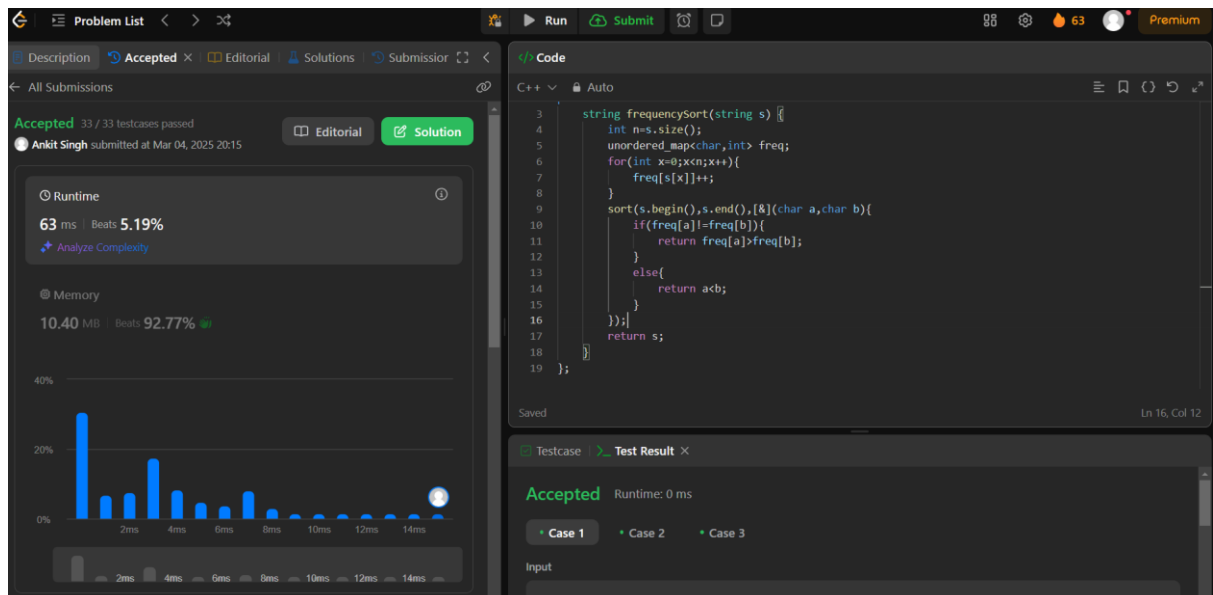 Problem List
Run
Submit
63
Premium
Description
Accepted
Editorial
Solutions
Submission
All Submissions
Accepted 33 / 33 testcases passed
Ankit Singh submitted at Mar 04, 2025 20:15
Editorial
Solution
Runtime
63 ms Beats 5.19%
Analyze Complexity
Memory
10.40 MB Beats 92.77%
40%
20%
0%
2ms 4ms 6ms 8ms 10ms 12ms 14ms
2ms 4ms 6ms 8ms 10ms 12ms 14ms
</> Code
C++ Auto
3 string frequencySort(string s) {
4 int n=s.size();
5 unordered_map<char,int> freq;
6 for(int x=0;x<n;x++){
7 freq[s[x]]++;
8 }
9 sort(s.begin(),s.end(),[&](char a,char b){
10 if(freq[a]!=freq[b]){
11 return freq[a]>freq[b];
12 }
13 else{
14 return a<b;
15 }
16 });
17 return s;
18 }
19 };
Saved
Ln 16, Col 12
Testcase
Test Result
Accepted Runtime: 0 ms
Case 1
Case 2
Case 3
Input